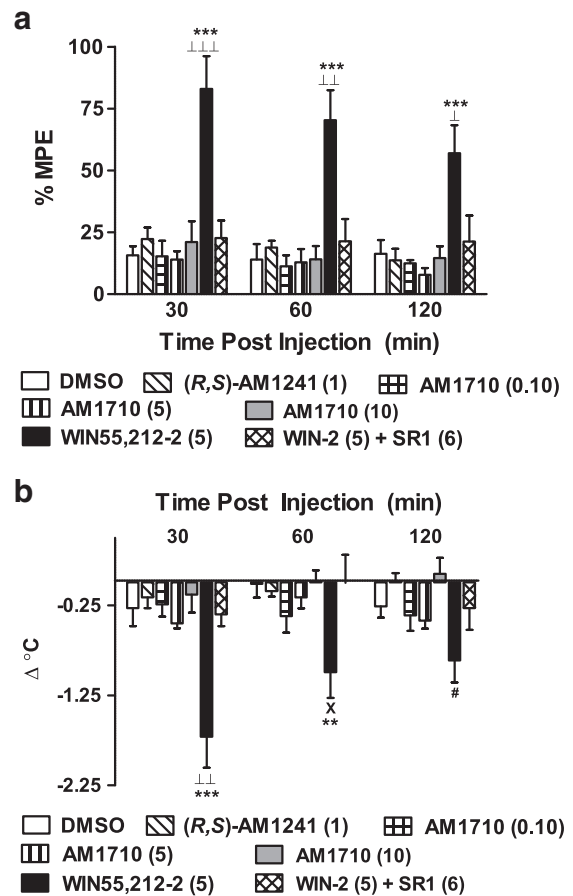 a
***
⊥⊥⊥
***
⊥⊥
***
⊥
100
75
50
25
0
% MPE
30 60 120
Time Post Injection (min)
DMSO (R,S)-AM1241 (1) AM1710 (0.10)
AM1710 (5) AM1710 (10)
WIN55,212-2 (5) WIN-2 (5) + SR1 (6)
b
Time Post Injection (min)
30 60 120
-0.25
-1.25
-2.25
Δ °C
X
**
#
⊥⊥
***
DMSO (R,S)-AM1241 (1) AM1710 (0.10)
AM1710 (5) AM1710 (10)
WIN55,212-2 (5) WIN-2 (5) + SR1 (6)